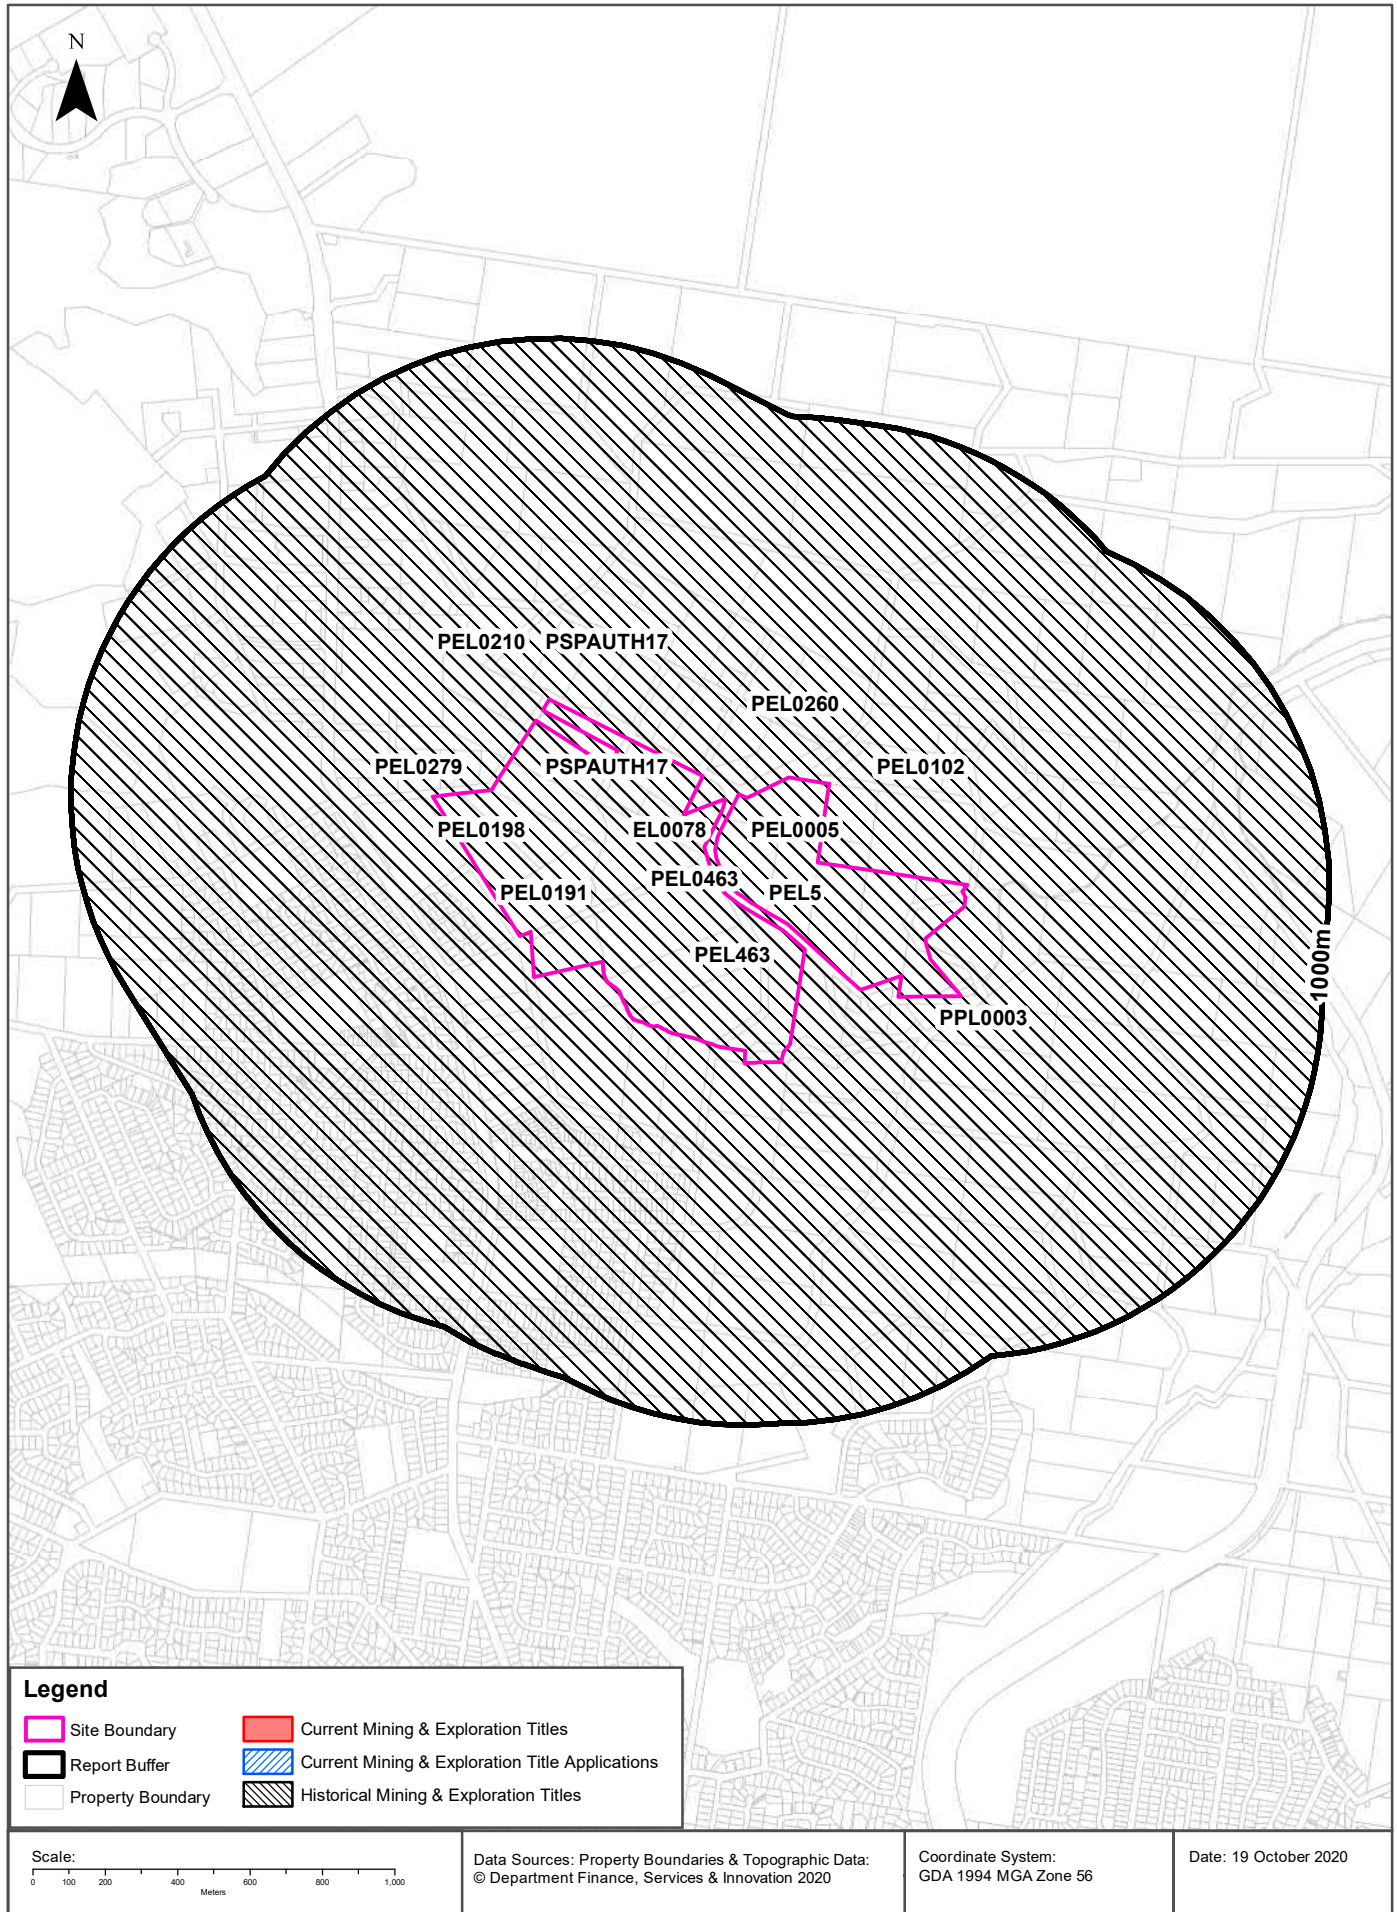 N
PEL0210 PSPAUTH17
PEL0260
PEL0279 PSPAUTH17 PEL0102
PEL0198 EL0078 PEL0005
PEL0463
PEL0191 PEL5
PEL463
1000m
PPL0003
Legend
Site Boundary
Report Buffer
Property Boundary
Current Mining & Exploration Titles
Current Mining & Exploration Title Applications
Historical Mining & Exploration Titles
Scale:
0 100 200 400 600 800 1,000
Meters
Data Sources: Property Boundaries & Topographic Data:
© Department Finance, Services & Innovation 2020
Coordinate System:
GDA 1994 MGA Zone 56
Date: 19 October 2020